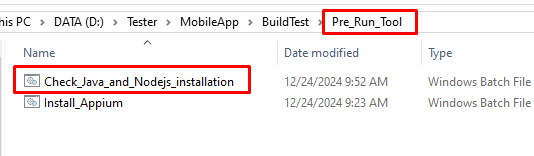 his PC > DATA (D:) > Tester > MobileApp > BuildTest > Pre_Run_Tool
Name Date modified Type
Check_Java_and_Nodejs_installation 12/24/2024 9:52 AM Windows Batch File
Install_Appium 12/24/2024 9:23 AM Windows Batch File